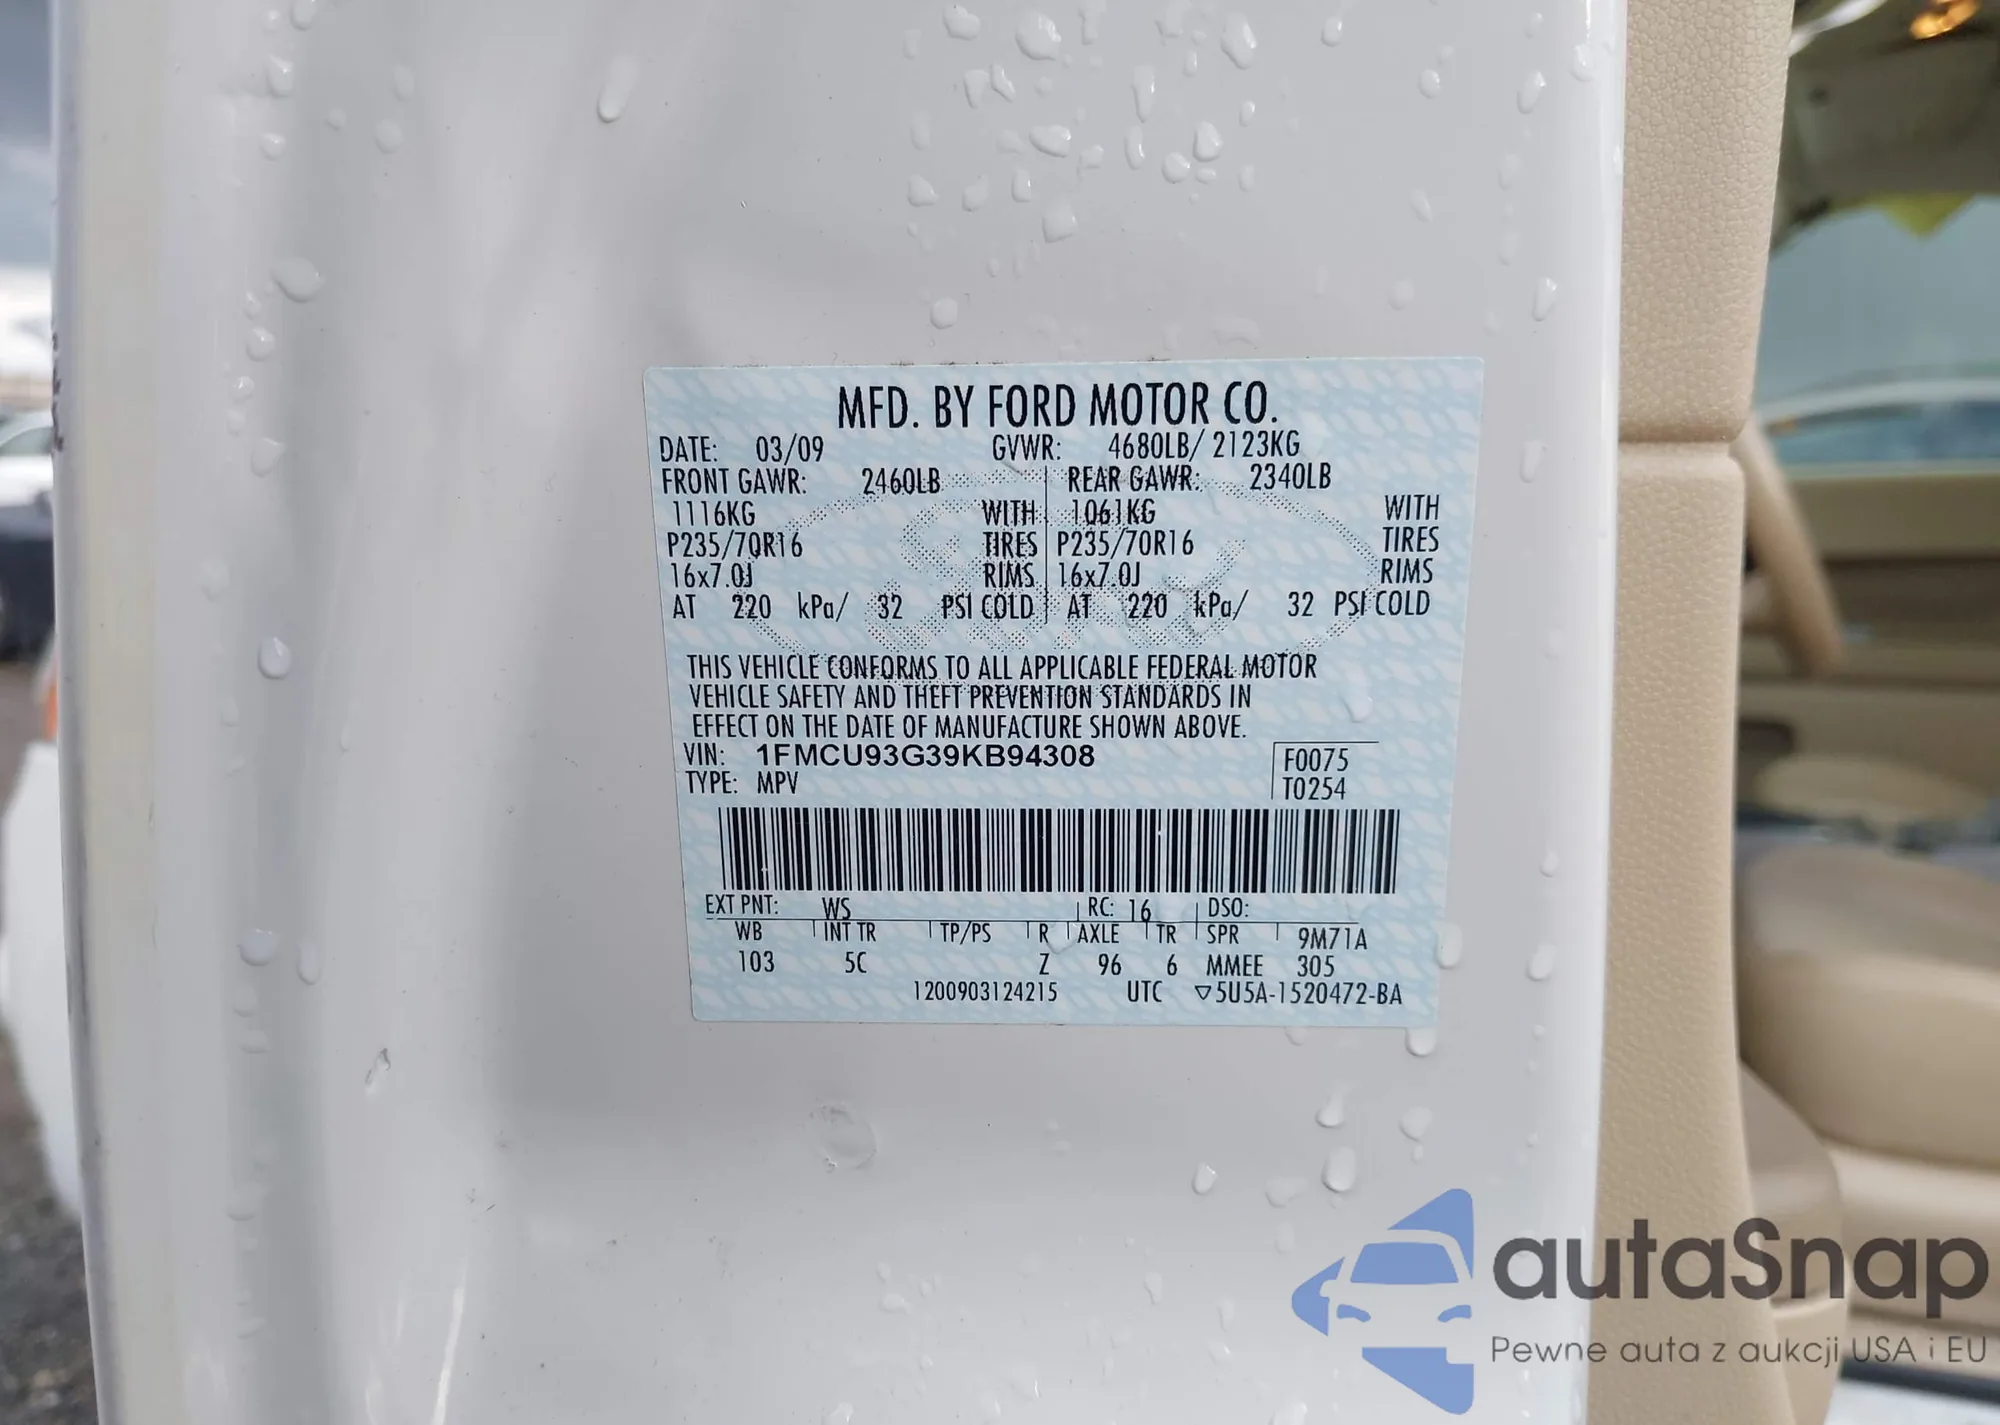 MFD. BY FORD MOTOR CO.
DATE: 03/09 GVWR: 4680LB/ 2123KG
FRONT GAWR: 2460LB REAR GAWR: 2340LB
1116KG WITH 1061KG WITH
P235/70R16 TIRES P235/70R16 TIRES
16x7.0J RIMS 16x7.0J RIMS
AT 220 kPa/ 32 PSI COLD AT 220 kPa/ 32 PSI COLD
THIS VEHICLE CONFORMS TO ALL APPLICABLE FEDERAL MOTOR
VEHICLE SAFETY AND THEFT PREVENTION STANDARDS IN
EFFECT ON THE DATE OF MANUFACTURE SHOWN ABOVE.
VIN: 1FMCU93G39KB94308 F0075
TYPE: MPV T0254
EXT PNT: WS RC: 16 DSO:
WB INT TR TP/PS R AXLE TR SPR 9M71A
103 5C Z 96 6 MMEE 305
1200903124215 UTC ▽5U5A-1520472-BA
autaSnap
Pewne auta z aukcji USA i EU